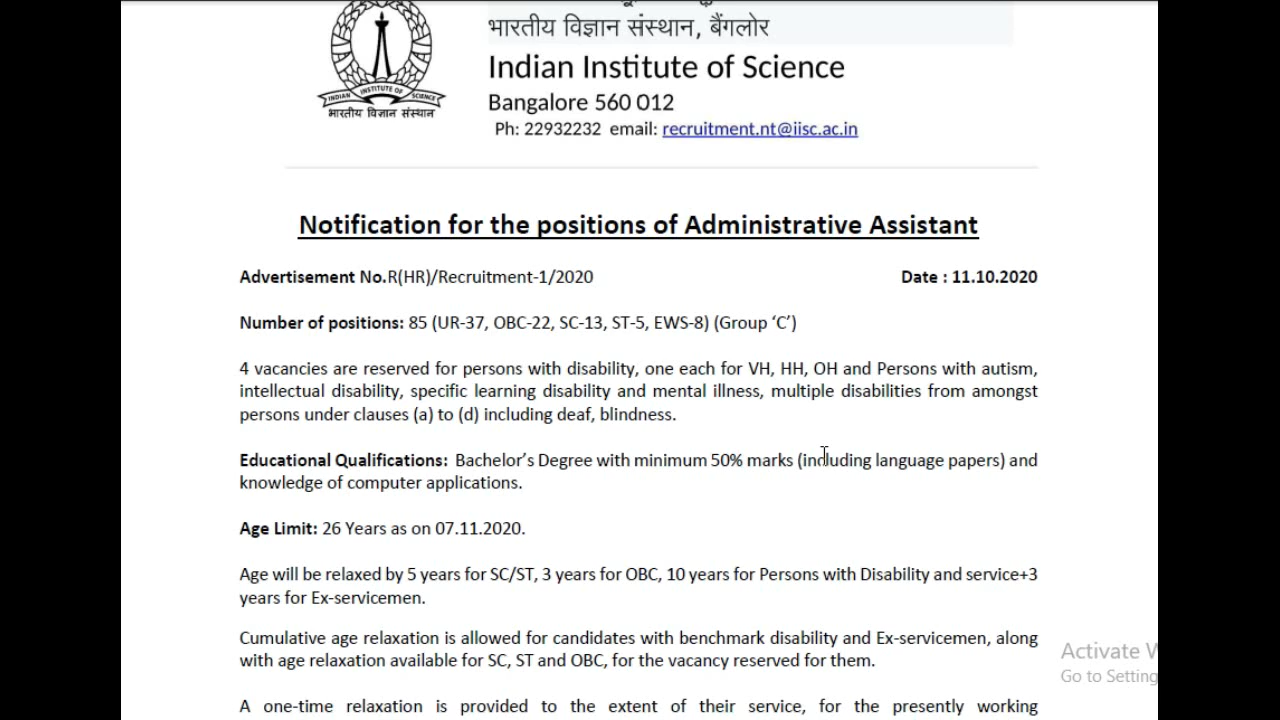 भारतीय विज्ञान संस्थान, बैंगलोर
Indian Institute of Science
Bangalore 560 012
Ph: 22932232 email: recruitment.nt@iisc.ac.in
INDIAN INSTITUTE OF SCIENCE
भारतीय विज्ञान संस्थान
Notification for the positions of Administrative Assistant
Advertisement No.R(HR)/Recruitment-1/2020 Date : 11.10.2020
Number of positions: 85 (UR-37, OBC-22, SC-13, ST-5, EWS-8) (Group ‘C’)
4 vacancies are reserved for persons with disability, one each for VH, HH, OH and Persons with autism,
intellectual disability, specific learning disability and mental illness, multiple disabilities from amongst
persons under clauses (a) to (d) including deaf, blindness.
Educational Qualifications: Bachelor’s Degree with minimum 50% marks (including language papers) and
knowledge of computer applications.
Age Limit: 26 Years as on 07.11.2020.
Age will be relaxed by 5 years for SC/ST, 3 years for OBC, 10 years for Persons with Disability and service+3
years for Ex-servicemen.
Cumulative age relaxation is allowed for candidates with benchmark disability and Ex-servicemen, along
with age relaxation available for SC, ST and OBC, for the vacancy reserved for them.
A one-time relaxation is provided to the extent of their service, for the presently working
Activate W
Go to Setting